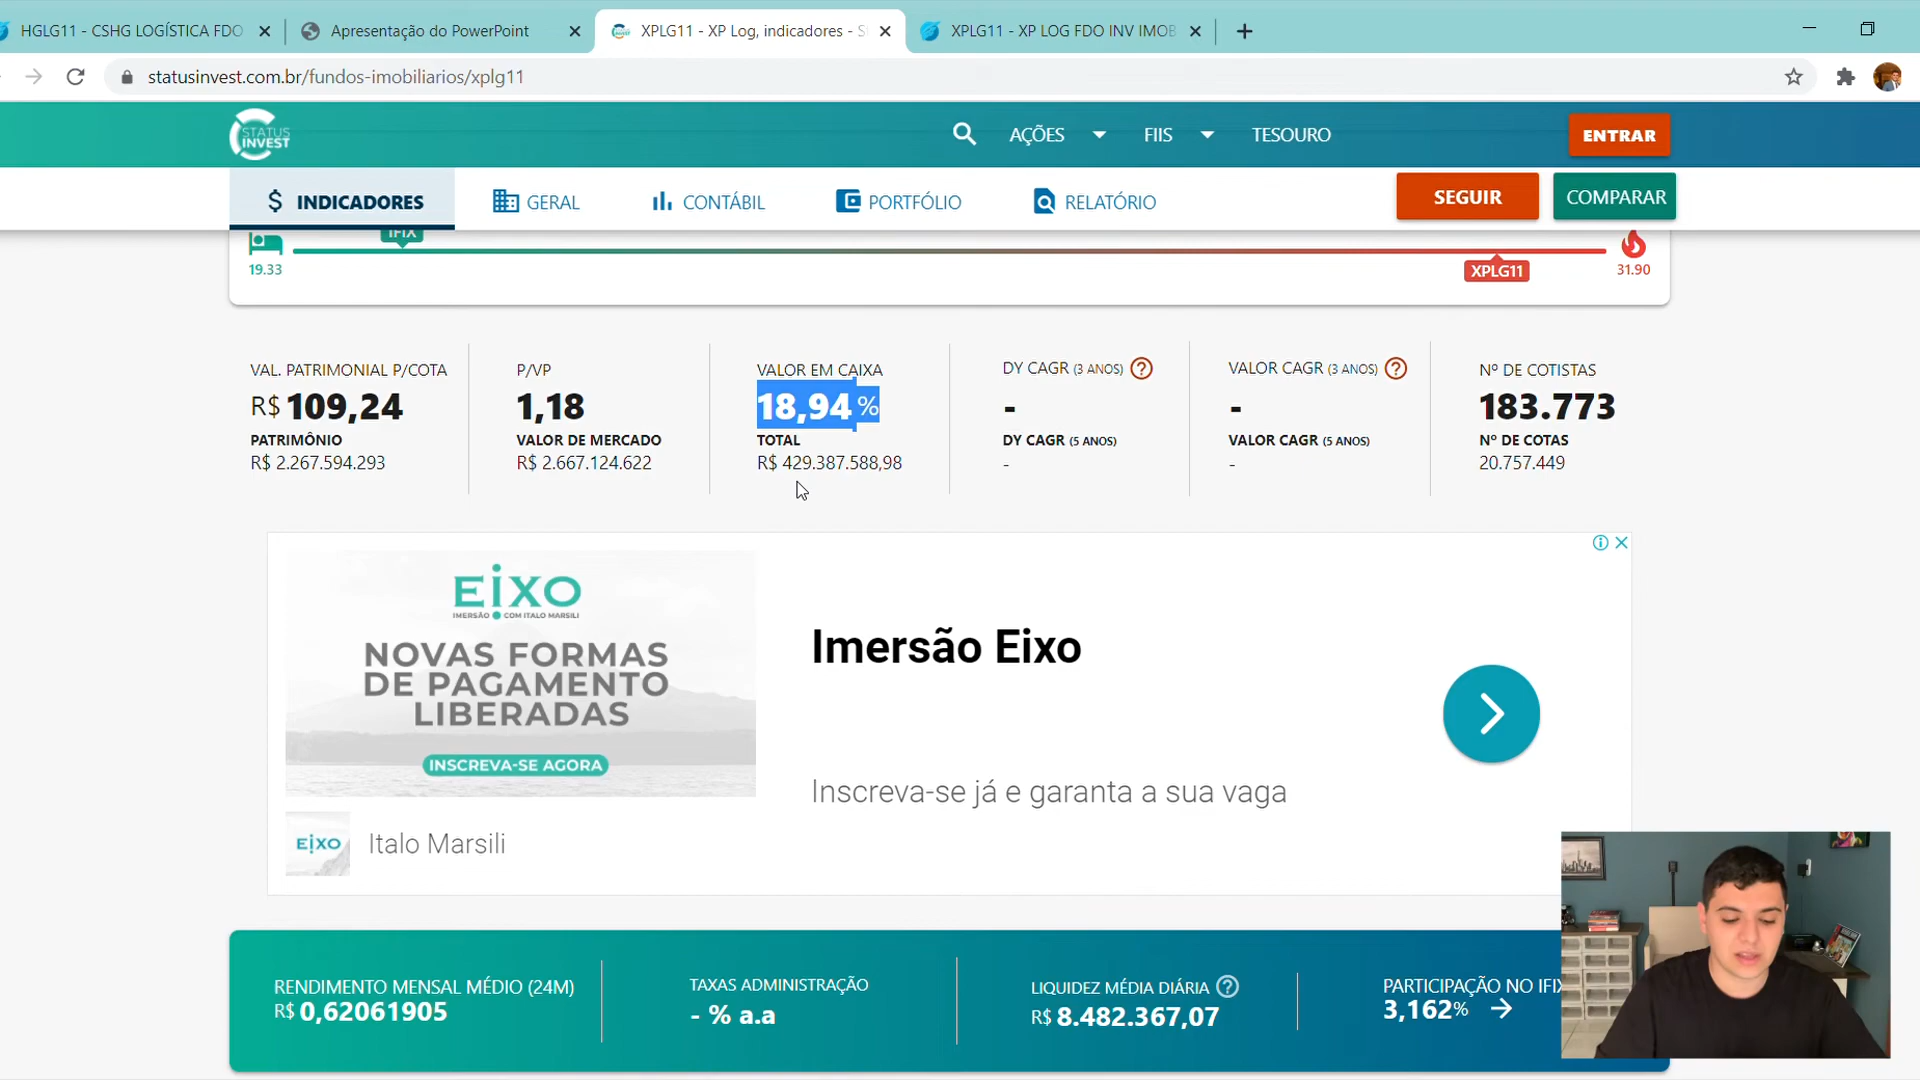 HGLG11 - CSHG LOGÍSTICA FDO
Apresentação do PowerPoint
XPLG11 - XP Log, indicadores - S
XPLG11 - XP LOG FDO INV IMOB
statusinvest.com.br/fundos-imobiliarios/xplg11
STATUS
INVEST
AÇÕES
FIIS
TESOURO
ENTRAR
INDICADORES
GERAL
CONTÁBIL
PORTFÓLIO
RELATÓRIO
SEGUIR
COMPARAR
IFIX
19.33
XPLG11
31.90
VAL. PATRIMONIAL P/COTA
R$ 109,24
PATRIMÔNIO
R$ 2.267.594.293
P/VP
1,18
VALOR DE MERCADO
R$ 2.667.124.622
VALOR EM CAIXA
18,94 %
TOTAL
R$ 429.387.588,98
DY CAGR (3 ANOS)
-
DY CAGR (5 ANOS)
-
VALOR CAGR (3 ANOS)
-
VALOR CAGR (5 ANOS)
-
Nº DE COTISTAS
183.773
Nº DE COTAS
20.757.449
EIXO
IMERSÃO COM ITALO MARSILI
NOVAS FORMAS
DE PAGAMENTO
LIBERADAS
INSCREVA-SE AGORA
Imersão Eixo
Inscreva-se já e garanta a sua vaga
EIXO
Italo Marsili
RENDIMENTO MENSAL MÉDIO (24M)
R$ 0,62061905
TAXAS ADMINISTRAÇÃO
- % a.a
LIQUIDEZ MÉDIA DIÁRIA
R$ 8.482.367,07
PARTICIPAÇÃO NO IFIX
3,162%